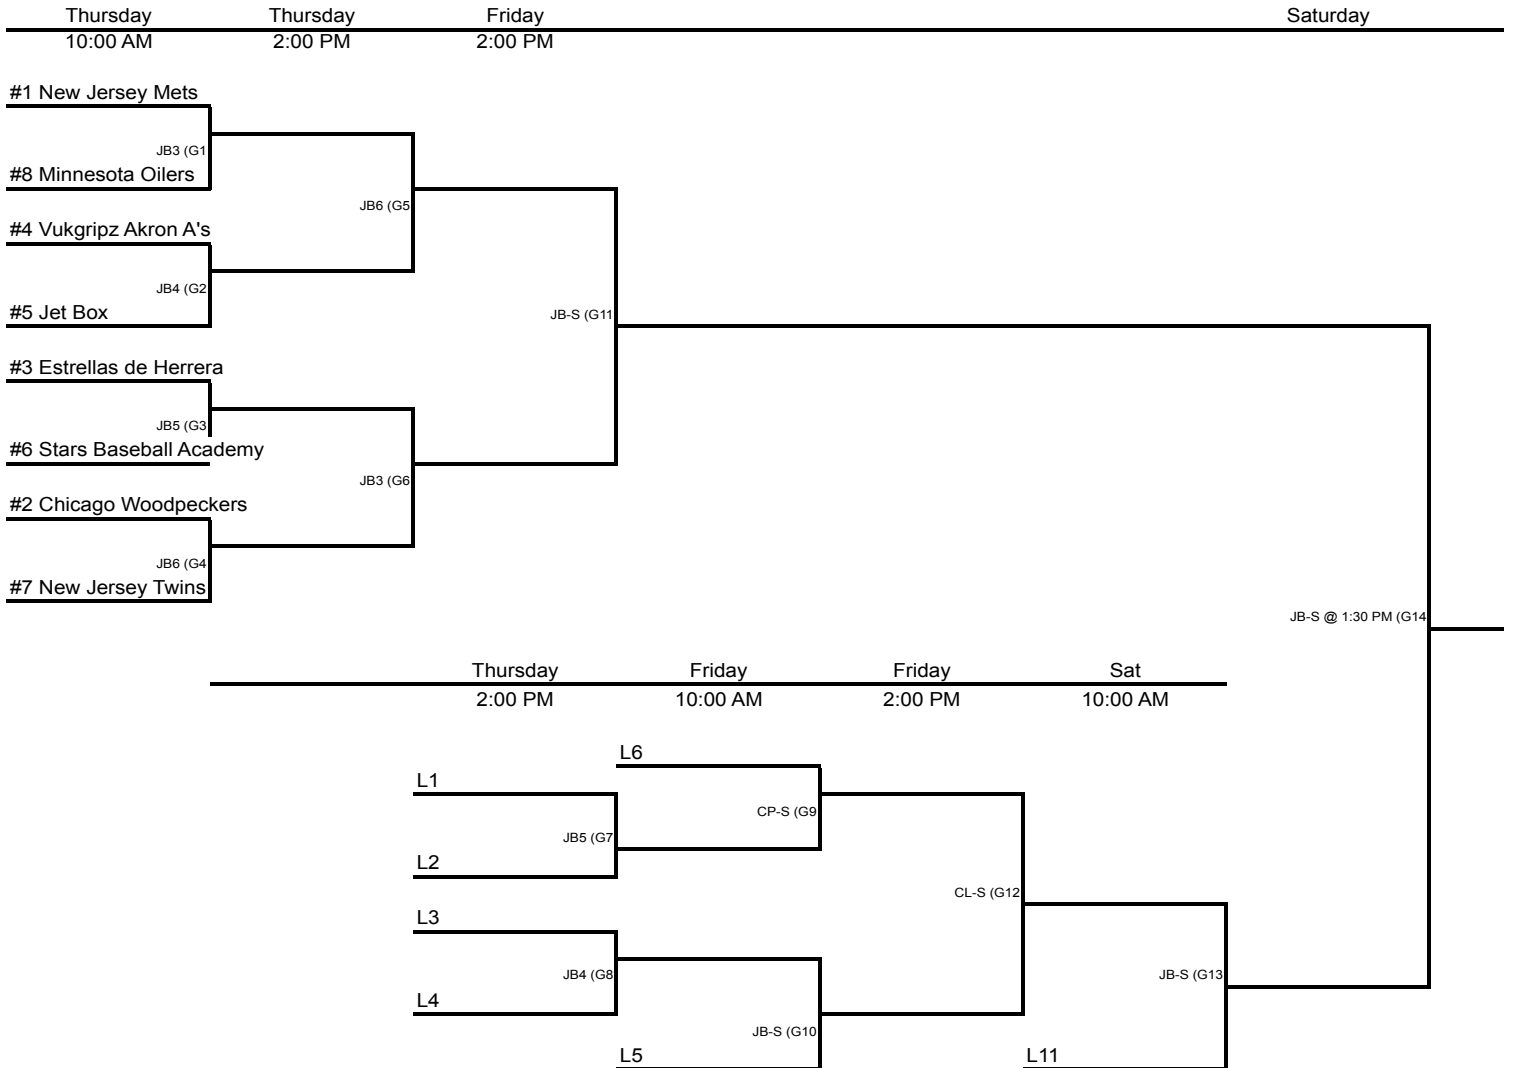 Thursday Thursday Friday Saturday
10:00 AM 2:00 PM 2:00 PM
#1 New Jersey Mets
JB3 (G1
#8 Minnesota Oilers
JB6 (G5
#4 Vukgripz Akron A's
JB4 (G2
#5 Jet Box
JB-S (G11
#3 Estrellas de Herrera
JB5 (G3
#6 Stars Baseball Academy
JB3 (G6
#2 Chicago Woodpeckers
JB6 (G4
#7 New Jersey Twins
JB-S @ 1:30 PM (G14
Thursday Friday Friday Sat
2:00 PM 10:00 AM 2:00 PM 10:00 AM
L6
L1
CP-S (G9
JB5 (G7
L2
CL-S (G12
L3
JB4 (G8
JB-S (G13
L4
JB-S (G10
L5 L11